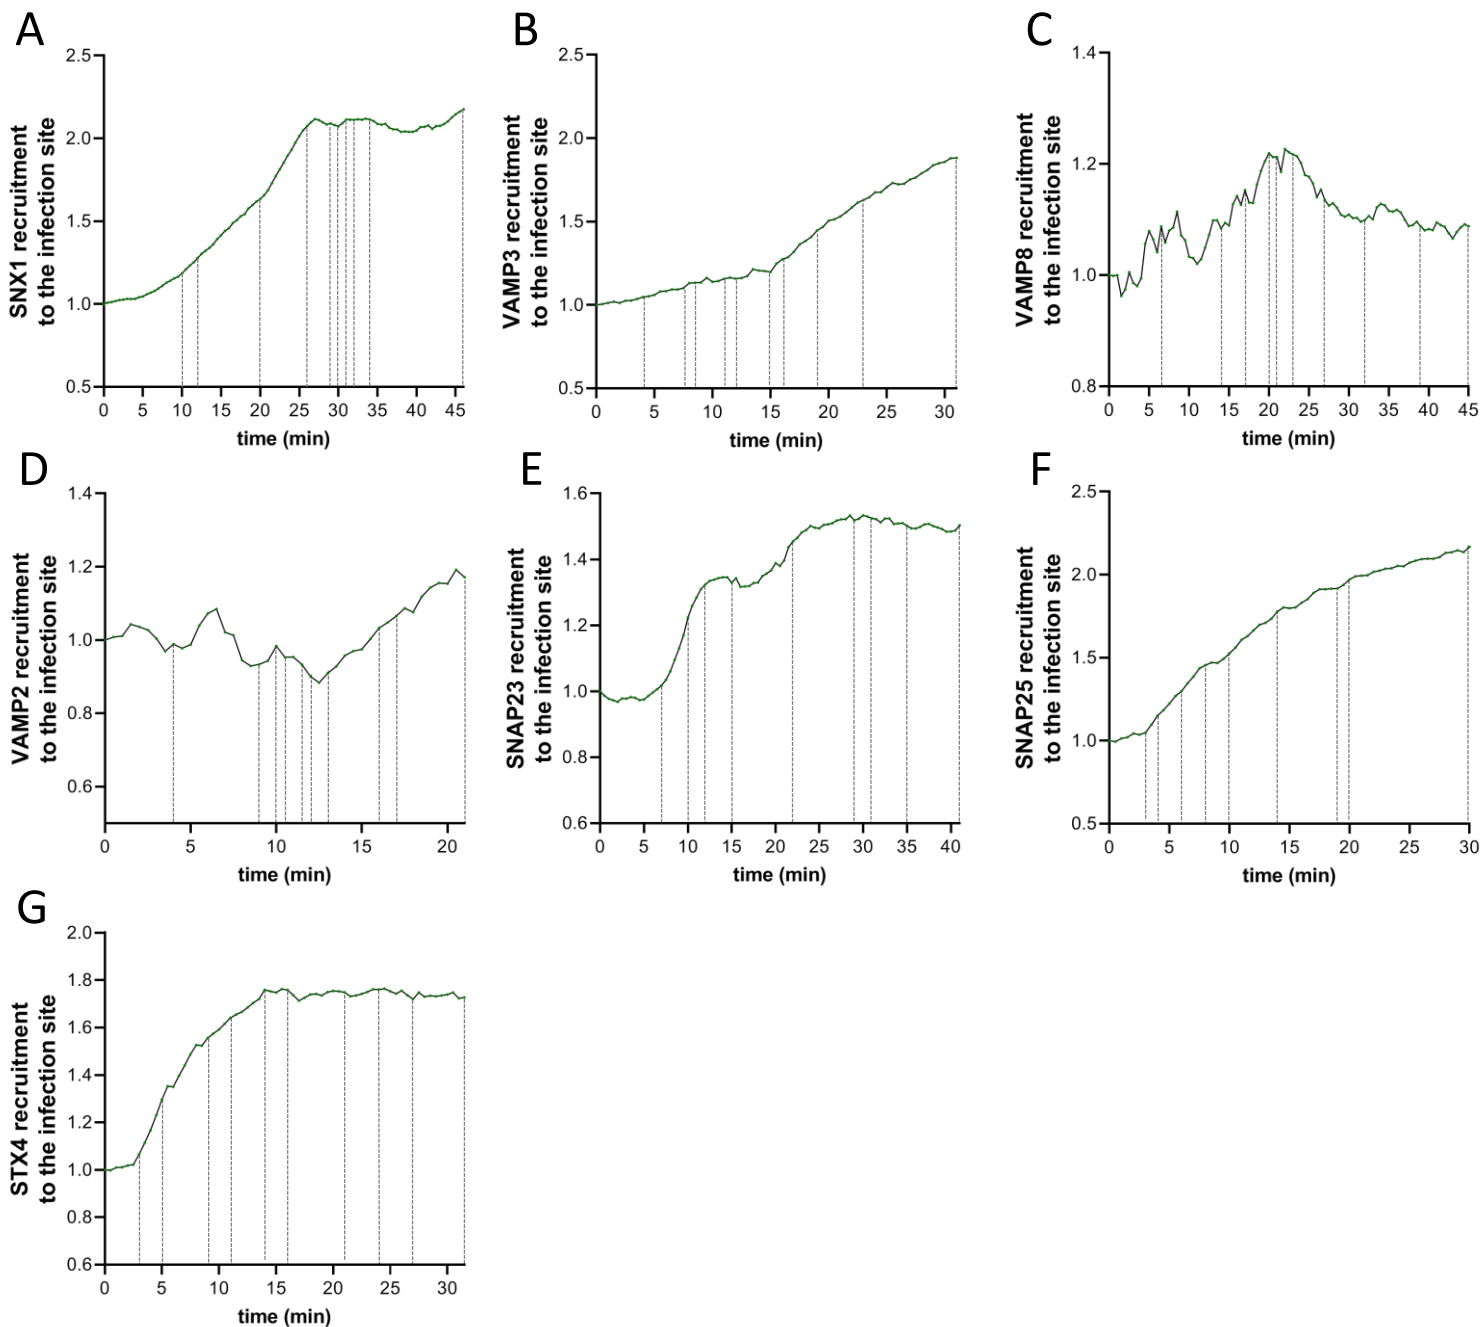 A
SNX1 recruitment
to the infection site
2.5
2.0
1.5
1.0
0.5
0 5 10 15 20 25 30 35 40 45
time (min)
B
VAMP3 recruitment
to the infection site
2.5
2.0
1.5
1.0
0.5
0 5 10 15 20 25 30
time (min)
C
VAMP8 recruitment
to the infection site
1.4
1.2
1.0
0.8
0 5 10 15 20 25 30 35 40 45
time (min)
D
VAMP2 recruitment
to the infection site
1.4
1.2
1.0
0.8
0.6
0 5 10 15 20
time (min)
E
SNAP23 recruitment
to the infection site
1.6
1.4
1.2
1.0
0.8
0.6
0 5 10 15 20 25 30 35 40
time (min)
F
SNAP25 recruitment
to the infection site
2.5
2.0
1.5
1.0
0.5
0 5 10 15 20 25 30
time (min)
G
STX4 recruitment
to the infection site
2.0
1.8
1.6
1.4
1.2
1.0
0.8
0.6
0 5 10 15 20 25 30
time (min)